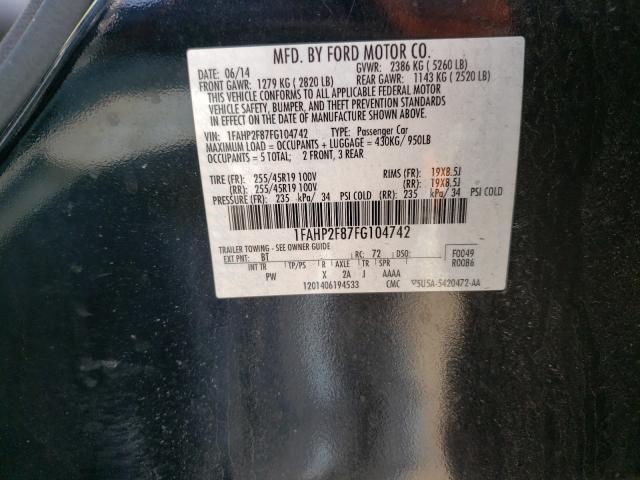 MFD. BY FORD MOTOR CO.
DATE: 06/14 GVWR: 2386 KG ( 5260 LB)
FRONT GAWR: 1279 KG ( 2820 LB) REAR GAWR: 1143 KG ( 2520 LB)
THIS VEHICLE CONFORMS TO ALL APPLICABLE FEDERAL MOTOR
VEHICLE SAFETY, BUMPER, AND THEFT PREVENTION STANDARDS
IN EFFECT ON THE DATE OF MANUFACTURE SHOWN ABOVE.
VIN: 1FAHP2F87FG104742 TYPE: Passenger Car
MAXIMUM LOAD = OCCUPANTS + LUGGAGE = 430KG/ 950LB
OCCUPANTS = 5 TOTAL; 2 FRONT, 3 REAR
TIRE (FR): 255/45R19 100V RIMS (FR): 19X8.5J
(RR): 255/45R19 100V (RR): 19X8.5J
PRESSURE (FR): 235 kPa/ 34 PSI COLD (RR): 235 kPa/ 34 PSI COLD
1FAHP2F87FG104742
TRAILER TOWING - SEE OWNER GUIDE
EXT PNT: BT RC: 72 DSO: F0049
INT TR TP/PS R AXLE TR SPR R0086
PW X 2A J AAAA
1201406194533 CMC 5U5A-5420472-AA